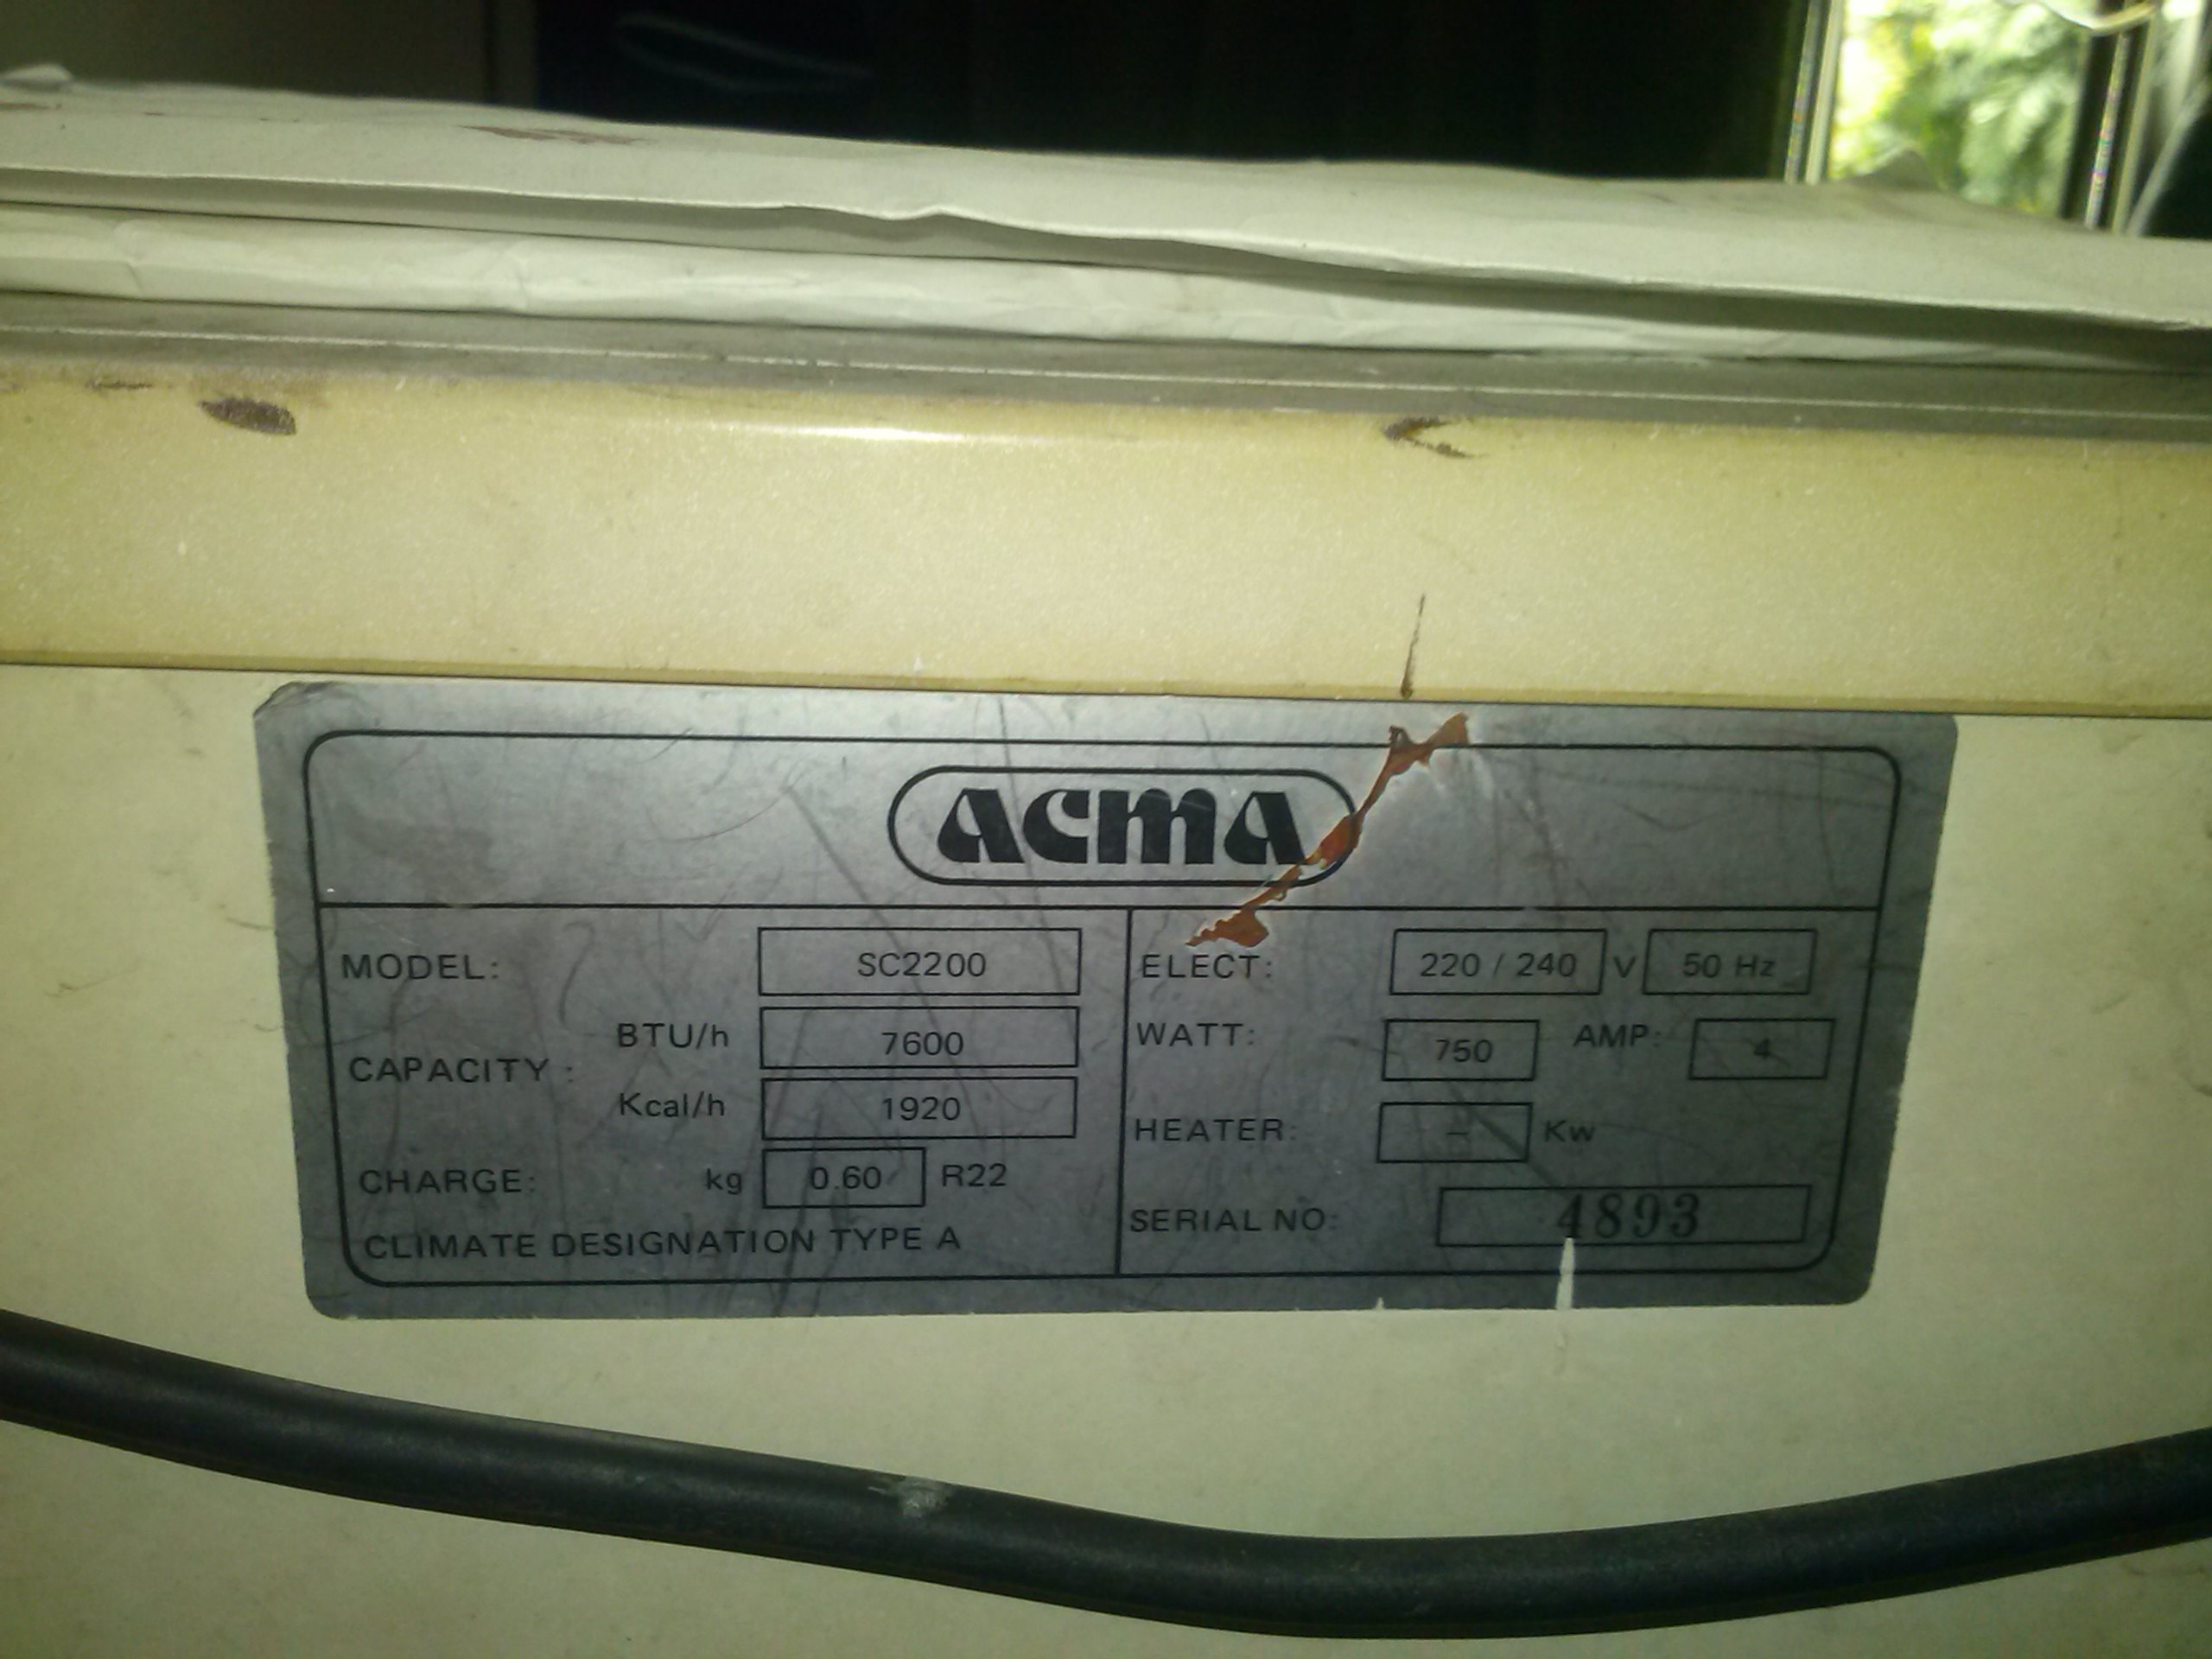 ACMA
MODEL: SC2200
CAPACITY : BTU/h 7600
Kcal/h 1920
CHARGE: kg 0.60 R22
CLIMATE DESIGNATION TYPE A
ELECT: 220 / 240 V 50 Hz
WATT: 750 AMP: 4
HEATER: – Kw
SERIAL NO: 4893